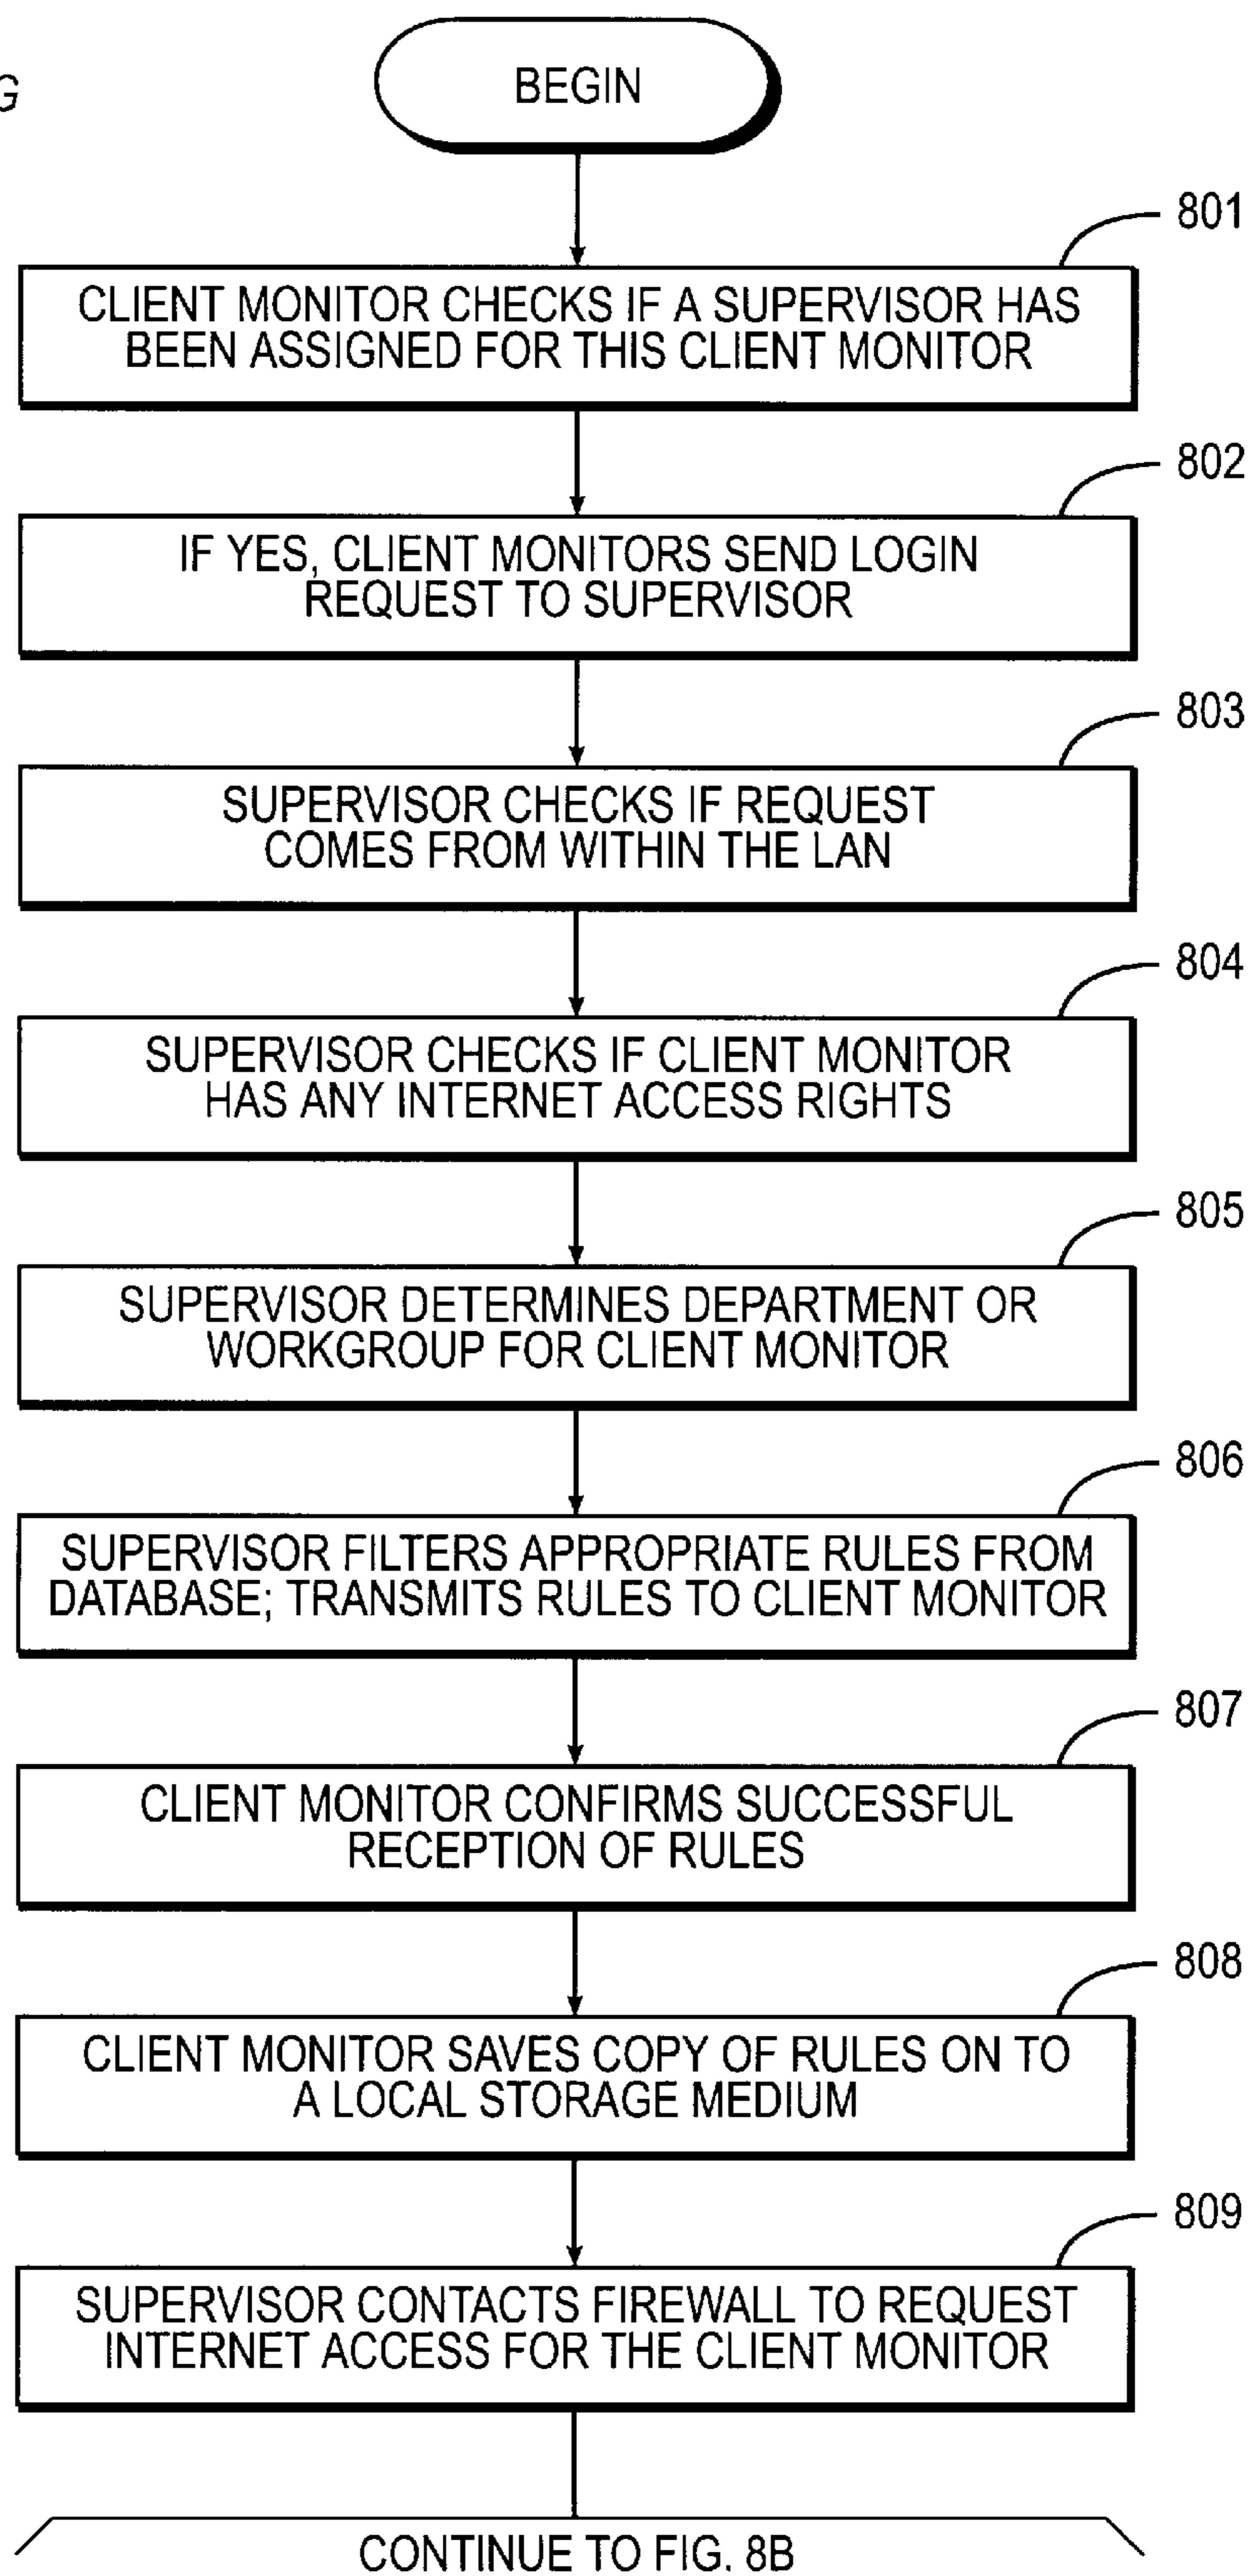 G
BEGIN
801
CLIENT MONITOR CHECKS IF A SUPERVISOR HAS
BEEN ASSIGNED FOR THIS CLIENT MONITOR
802
IF YES, CLIENT MONITORS SEND LOGIN
REQUEST TO SUPERVISOR
803
SUPERVISOR CHECKS IF REQUEST
COMES FROM WITHIN THE LAN
804
SUPERVISOR CHECKS IF CLIENT MONITOR
HAS ANY INTERNET ACCESS RIGHTS
805
SUPERVISOR DETERMINES DEPARTMENT OR
WORKGROUP FOR CLIENT MONITOR
806
SUPERVISOR FILTERS APPROPRIATE RULES FROM
DATABASE; TRANSMITS RULES TO CLIENT MONITOR
807
CLIENT MONITOR CONFIRMS SUCCESSFUL
RECEPTION OF RULES
808
CLIENT MONITOR SAVES COPY OF RULES ON TO
A LOCAL STORAGE MEDIUM
809
SUPERVISOR CONTACTS FIREWALL TO REQUEST
INTERNET ACCESS FOR THE CLIENT MONITOR
CONTINUE TO FIG. 8B